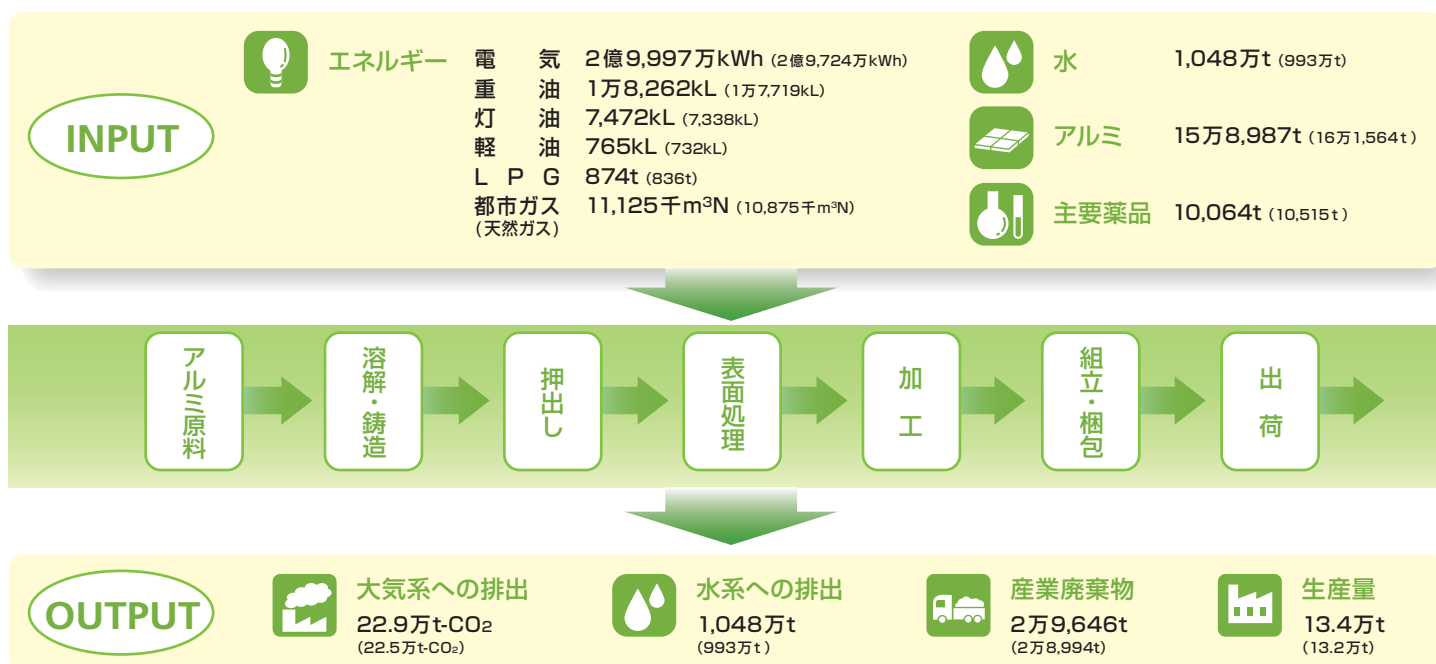 INPUT
エネルギー
電気 2億9,997万kWh (2億9,724万kWh)
重油 1万8,262kL (1万7,719kL)
灯油 7,472kL (7,338kL)
軽油 765kL (732kL)
LPG 874t (836t)
都市ガス 11,125千m³N (10,875千m³N)
(天然ガス)
水 1,048万t (993万t)
アルミ 15万8,987t (16万1,564t)
主要薬品 10,064t (10,515t)
アルミ原料
溶解・鋳造
押出し
表面処理
加工
組立・梱包
出荷
OUTPUT
大気系への排出
22.9万t-CO₂
(22.5万t-CO₂)
水系への排出
1,048万t
(993万t)
産業廃棄物
2万9,646t
(2万8,994t)
生産量
13.4万t
(13.2万t)